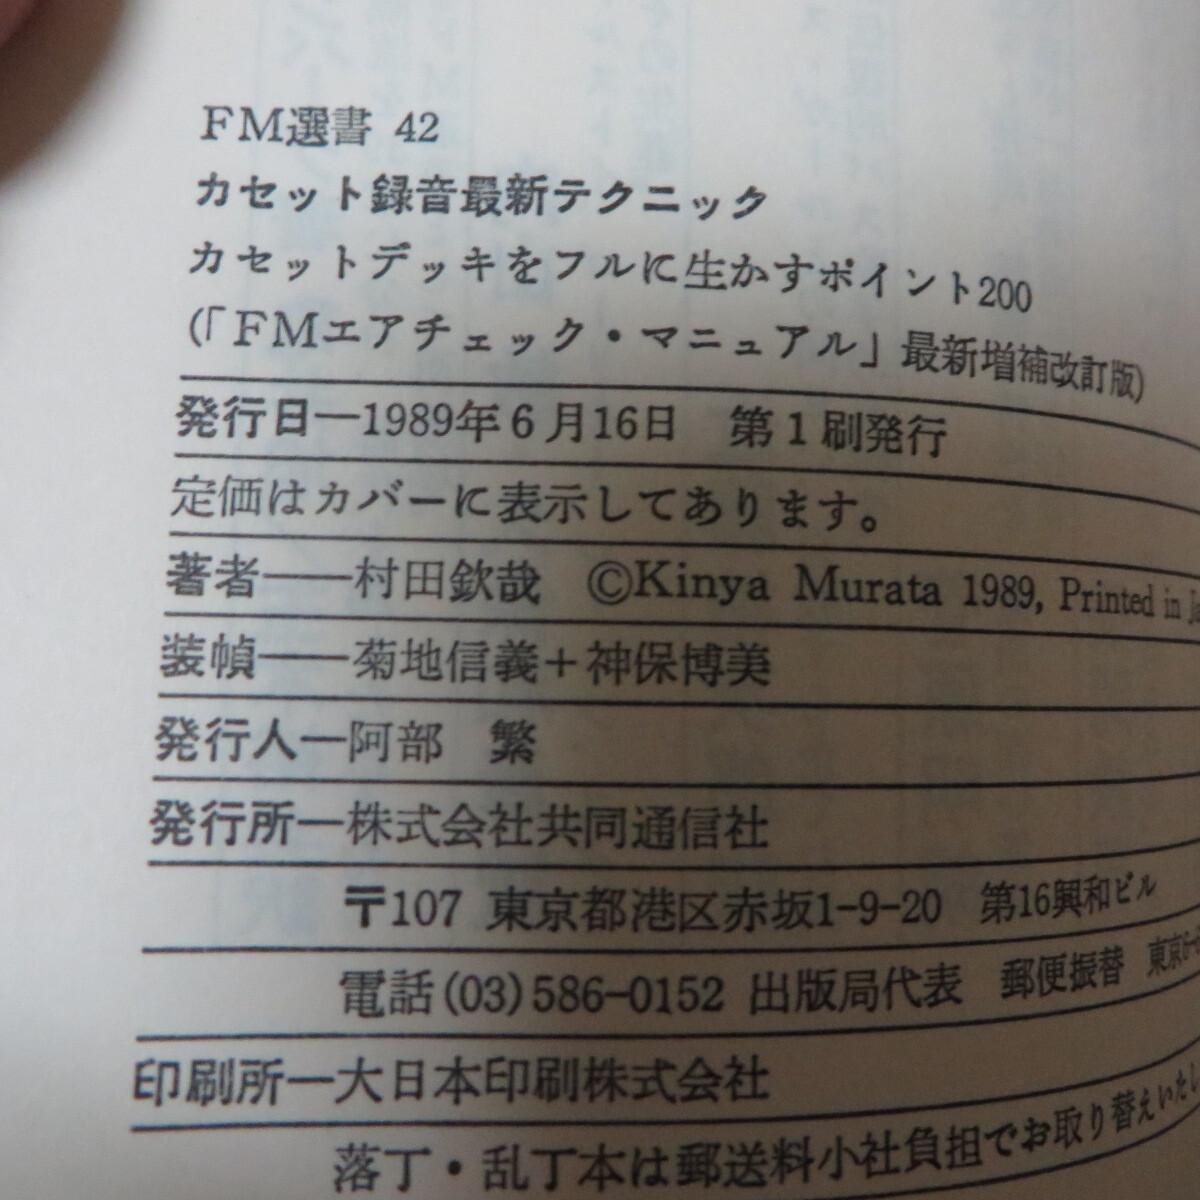 FM選書 42
カセット録音最新テクニック
カセットデッキをフルに生かすポイント200
(「FMエアチェック・マニュアル」最新増補改訂版)
発行日―1989年6月16日 第1刷発行
定価はカバーに表示してあります。
著者――村田欽哉 ©Kinya Murata 1989, Printed in
装幀――菊地信義+神保博美
発行人―阿部 繁
発行所―株式会社共同通信社
〒107 東京都港区赤坂1-9-20 第16興和ビル
電話(03)586-0152 出版局代表 郵便振替 東京6-
印刷所―大日本印刷株式会社
落丁・乱丁本は郵送料小社負担でお取り替えいたし